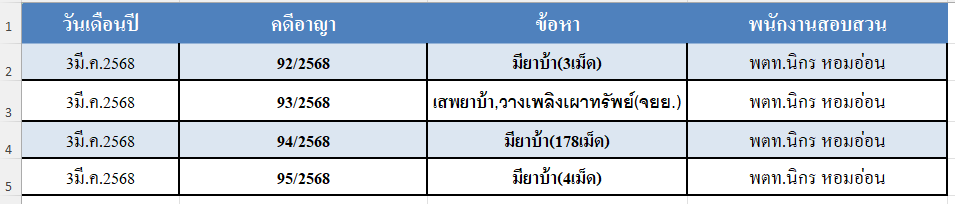 1 วันเดือนปี คดีอาญา ข้อหา พนักงานสอบสวน
2 3มี.ค.2568 92/2568 มียาบ้า(3เม็ด) พตท.นิกร หอมอ่อน
3 3มี.ค.2568 93/2568 เสพยาบ้า,วางเพลิงเผาทรัพย์(จยย.) พตท.นิกร หอมอ่อน
4 3มี.ค.2568 94/2568 มียาบ้า(178เม็ด) พตท.นิกร หอมอ่อน
5 3มี.ค.2568 95/2568 มียาบ้า(4เม็ด) พตท.นิกร หอมอ่อน